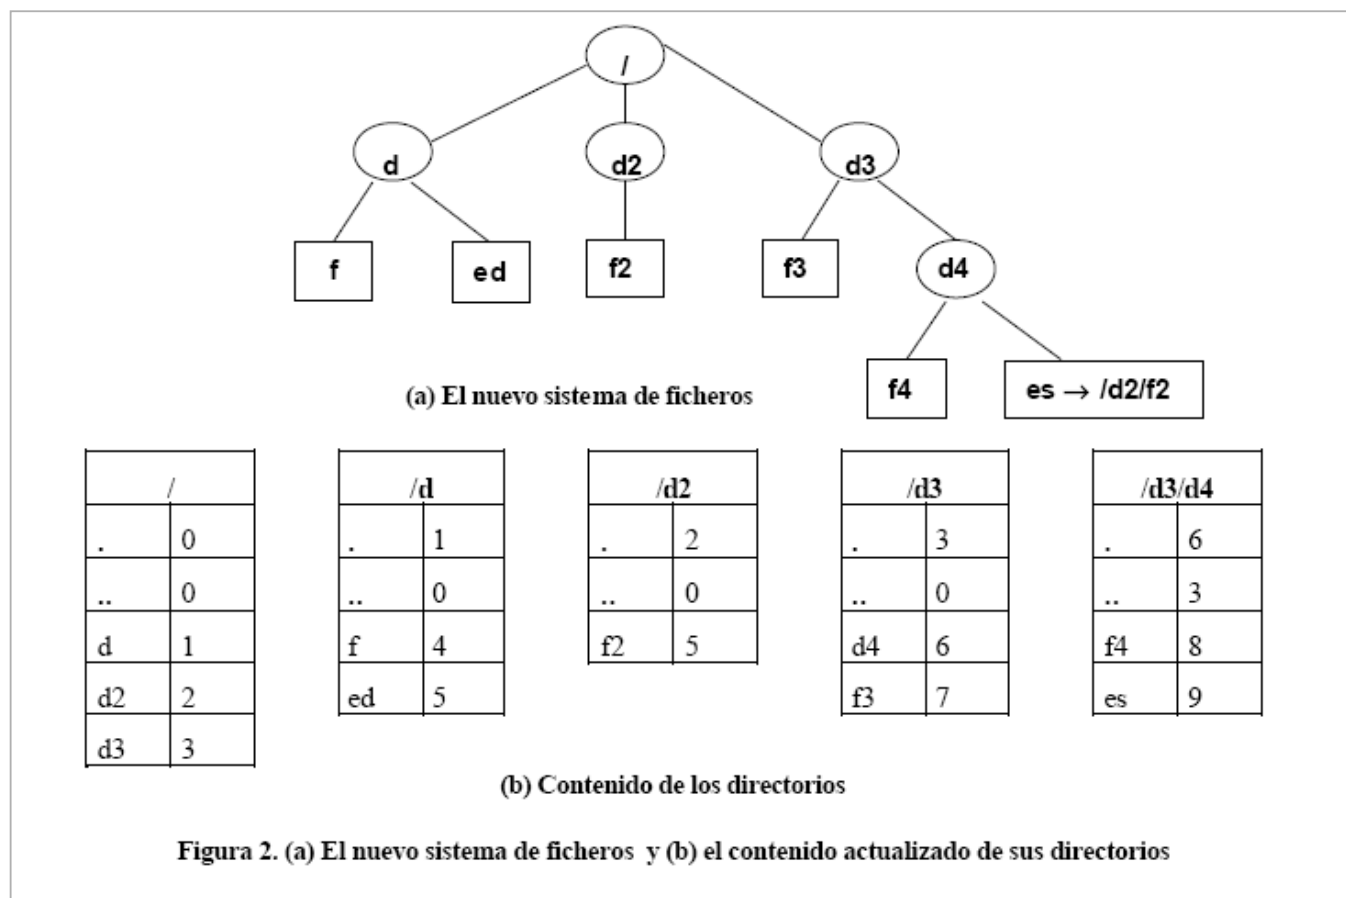 /
d d2 d3
f ed f2 f3 d4
f4 es → /d2/f2
(a) El nuevo sistema de ficheros
/ /d /d2 /d3 /d3/d4
. 0 . 1 . 2 . 3 . 6
.. 0 .. 0 .. 0 .. 0 .. 3
d 1 f 4 f2 5 d4 6 f4 8
d2 2 ed 5 f3 7 es 9
d3 3
(b) Contenido de los directorios
Figura 2. (a) El nuevo sistema de ficheros y (b) el contenido actualizado de sus directorios